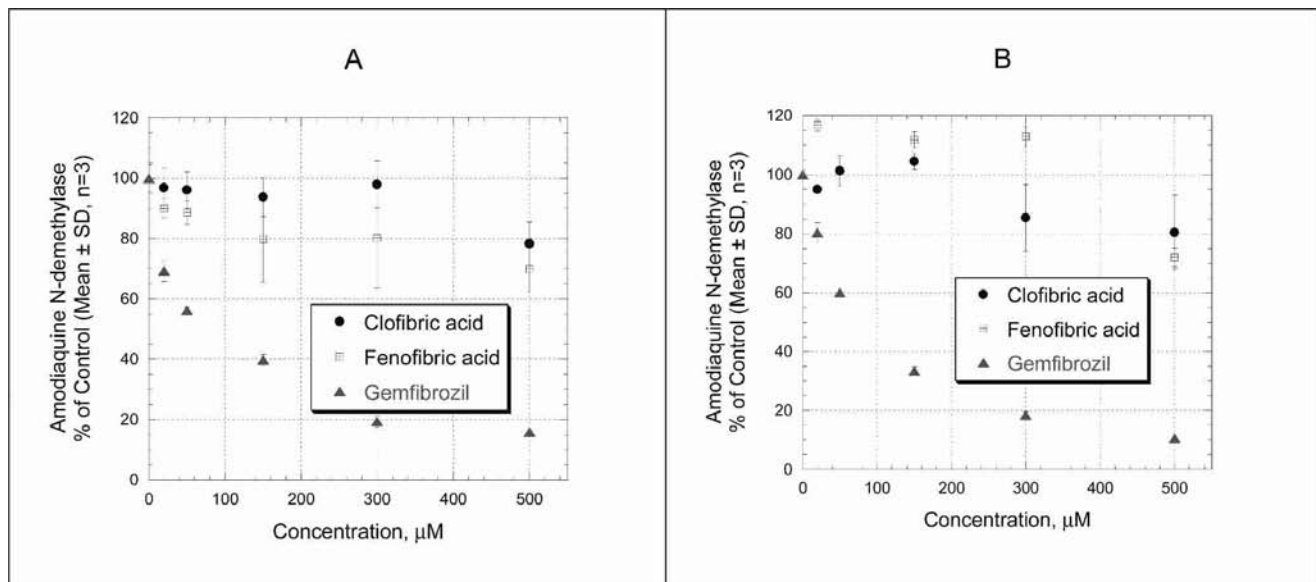 A
Amodiaquine N-demethylase
% of Control (Mean ± SD, n=3)
120
100
80
60
40
20
0
Clofibric acid
Fenofibric acid
Gemfibrozil
0 100 200 300 400 500
Concentration, μM
B
Amodiaquine N-demethylase
% of Control (Mean ± SD, n=3)
120
100
80
60
40
20
0
Clofibric acid
Fenofibric acid
Gemfibrozil
0 100 200 300 400 500
Concentration, μM